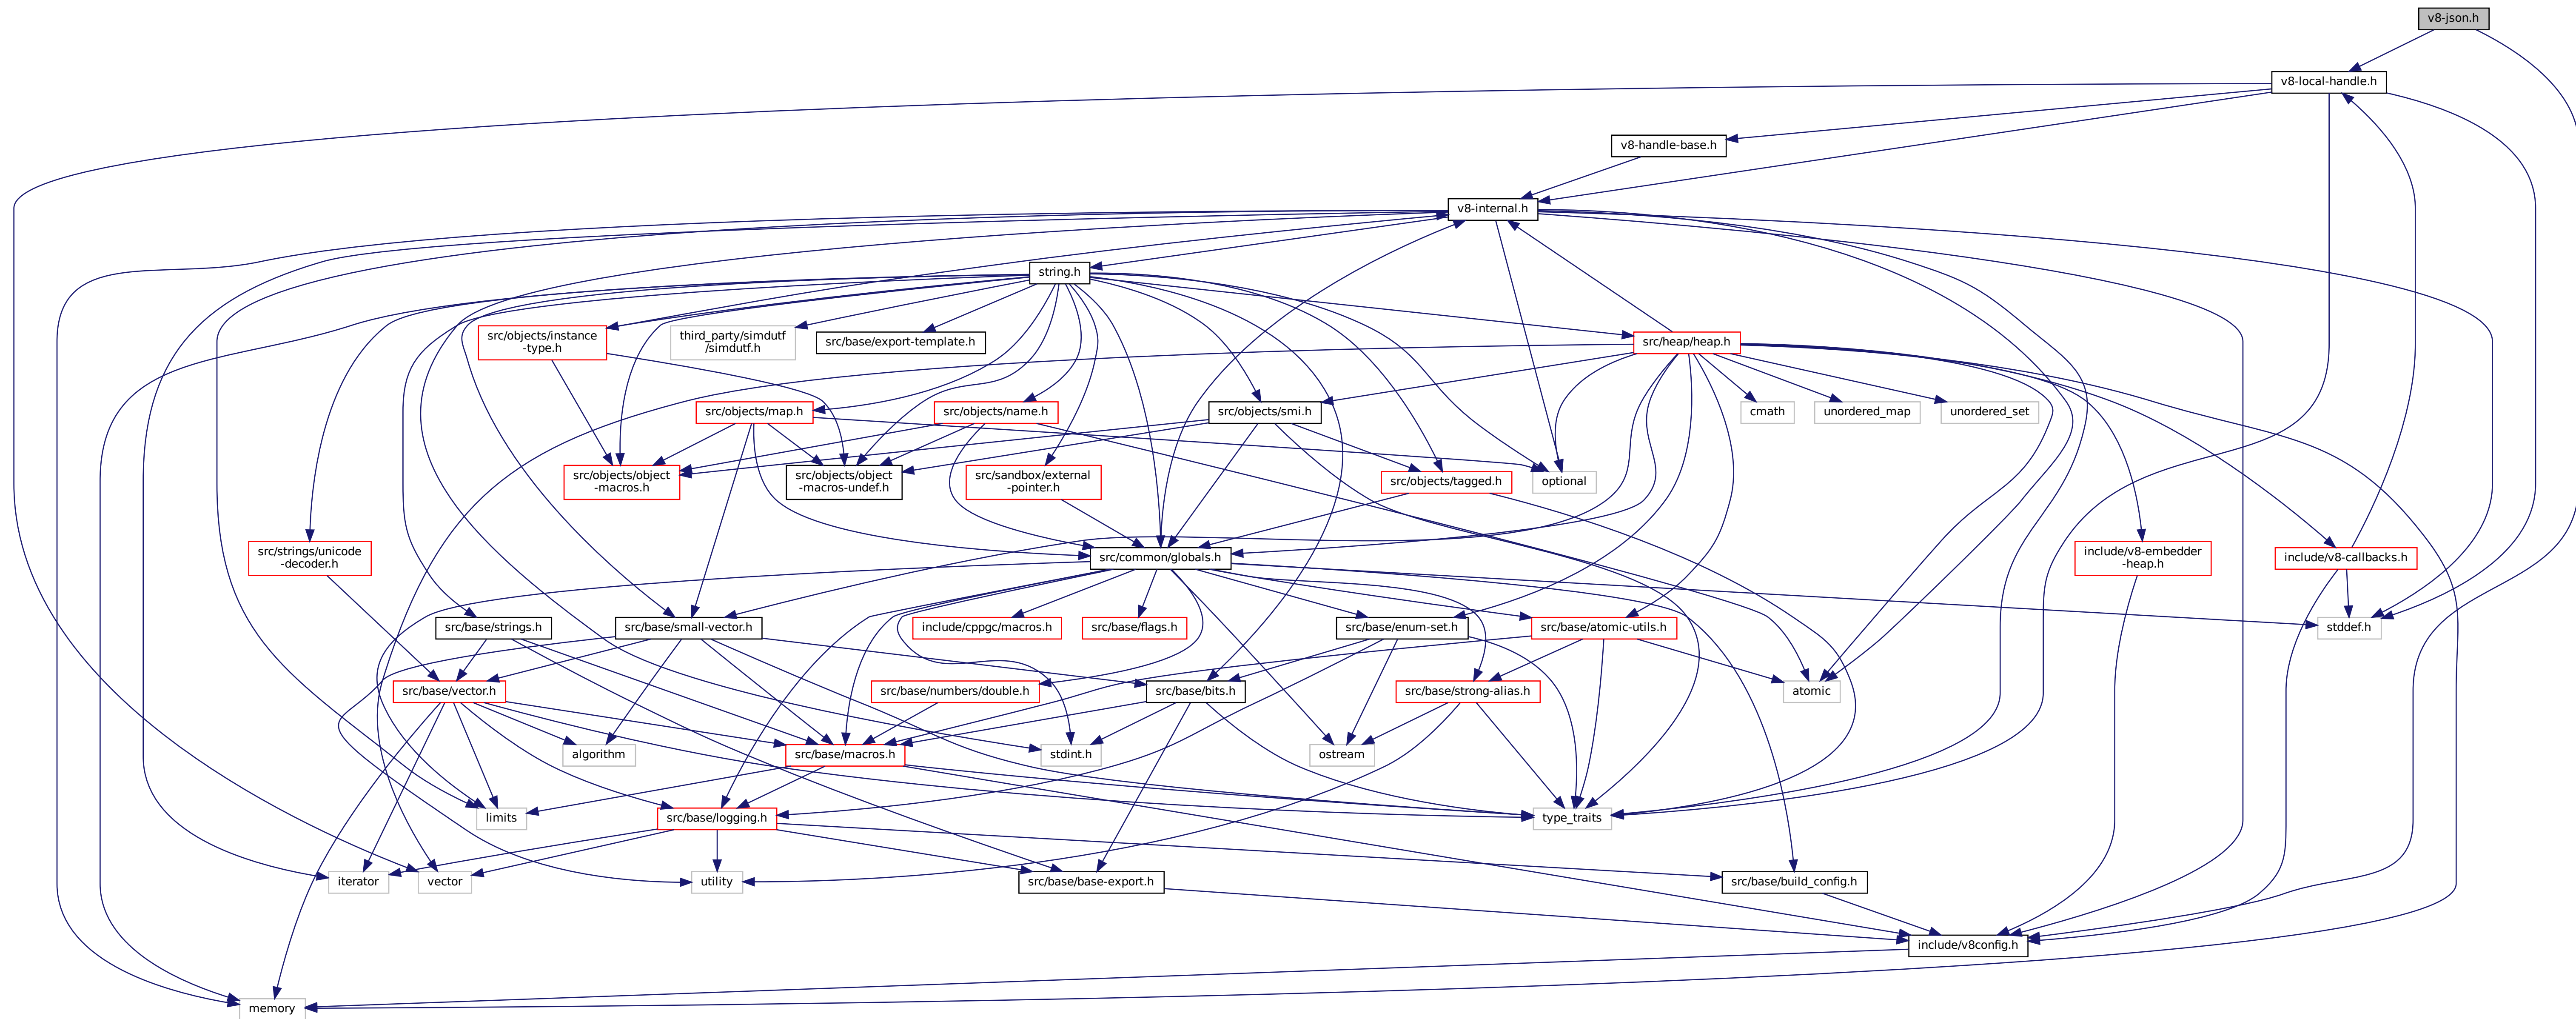 v8-json.h
v8-local-handle.h
v8-handle-base.h
v8-internal.h
string.h
src/objects/instance
-type.h
third_party/simdutf
/simdutf.h
src/base/export-template.h
src/heap/heap.h
src/objects/map.h
src/objects/name.h
src/objects/smi.h
cmath
unordered_map
unordered_set
src/objects/object
-macros.h
src/objects/object
-macros-undef.h
src/sandbox/external
-pointer.h
src/objects/tagged.h
optional
src/strings/unicode
-decoder.h
src/common/globals.h
include/v8-embedder
-heap.h
include/v8-callbacks.h
src/base/strings.h
src/base/small-vector.h
include/cppgc/macros.h
src/base/flags.h
src/base/enum-set.h
src/base/atomic-utils.h
stddef.h
src/base/vector.h
src/base/numbers/double.h
src/base/bits.h
src/base/strong-alias.h
atomic
algorithm
src/base/macros.h
stdint.h
ostream
limits
src/base/logging.h
type_traits
iterator
vector
utility
src/base/base-export.h
src/base/build_config.h
include/v8config.h
memory